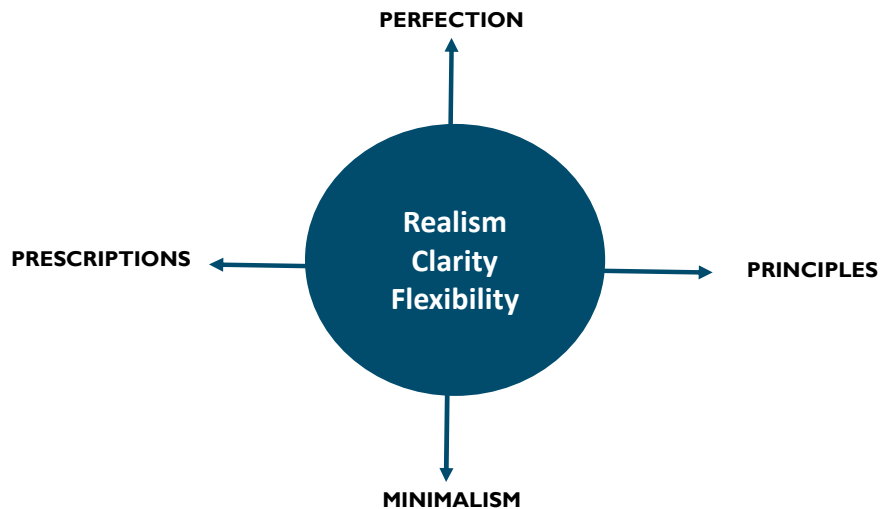 PERFECTION
Realism
Clarity
Flexibility
PRESCRIPTIONS
PRINCIPLES
MINIMALISM